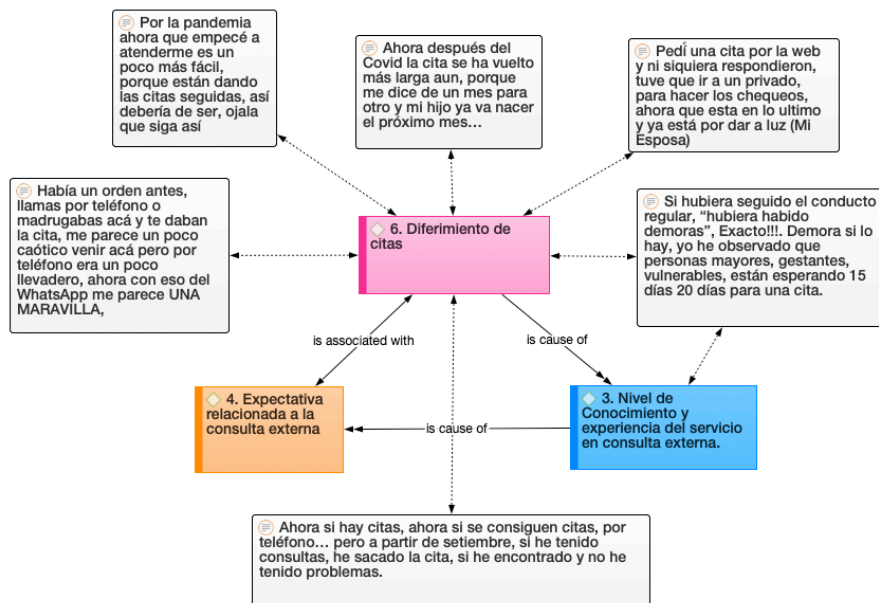 Por la pandemia
ahora que empecé a
atenderme es un
poco más fácil,
porque están dando
las citas seguidas, así
debería de ser, ojala
que siga así
Ahora después del
Covid la cita se ha vuelto
más larga aun, porque
me dice de un mes para
otro y mi hijo ya va nacer
el próximo mes…
Pedí una cita por la web
y ni siquiera respondieron,
tuve que ir a un privado,
para hacer los chequeos,
ahora que esta en lo ultimo
y ya está por dar a luz (Mi
Esposa)
Había un orden antes,
llamas por teléfono o
madrugabas acá y te daban
la cita, me parece un poco
caótico venir acá pero por
teléfono era un poco
llevadero, ahora con eso del
WhatsApp me parece UNA
MARAVILLA,
6. Diferimiento de
citas
Si hubiera seguido el conducto
regular, “hubiera habido
demoras”, Exacto!!!. Demora si lo
hay, yo he observado que
personas mayores, gestantes,
vulnerables, están esperando 15
días 20 días para una cita.
is associated with
is cause of
4. Expectativa
relacionada a la
consulta externa
is cause of
3. Nivel de
Conocimiento y
experiencia del servicio
en consulta externa.
Ahora si hay citas, ahora si se consiguen citas, por
teléfono… pero a partir de setiembre, si he tenido
consultas, he sacado la cita, si he encontrado y no he
tenido problemas.